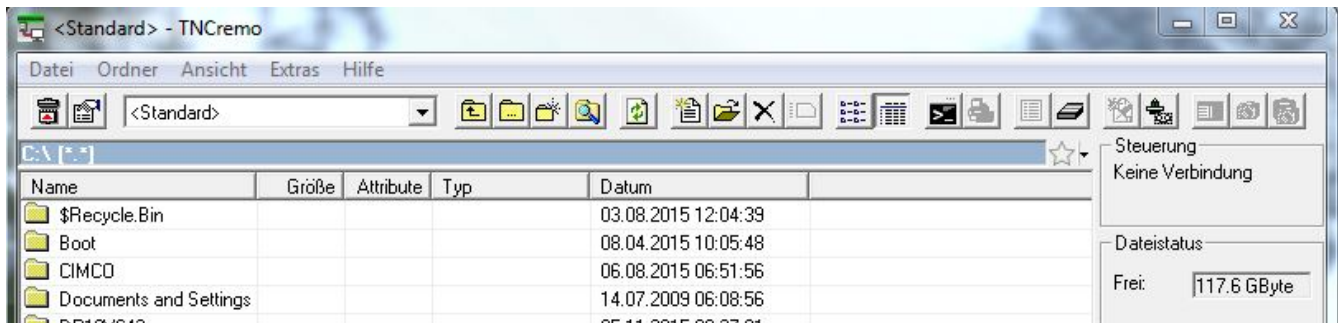 <Standard> - TNCremo
Datei Ordner Ansicht Extras Hilfe
<Standard>
C:\ [*.*]
Steuerung
Keine Verbindung
Name Größe Attribute Typ Datum
$Recycle.Bin 03.08.2015 12:04:39
Boot 08.04.2015 10:05:48
CIMCO 06.08.2015 06:51:56
Documents and Settings 14.07.2009 06:08:56
Dateistatus
Frei: 117.6 GByte